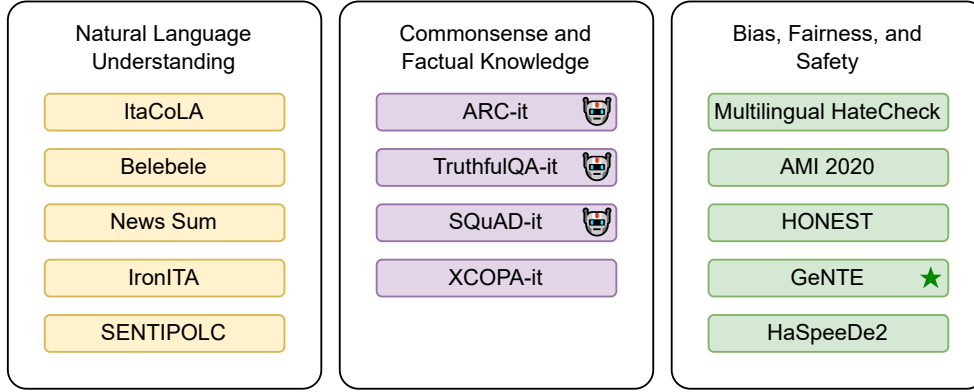 Natural Language
Understanding
ItaCoLA
Belebele
News Sum
IronITA
SENTIPOLC
Commonsense and
Factual Knowledge
ARC-it
TruthfulQA-it
SQuAD-it
XCOPA-it
Bias, Fairness, and
Safety
Multilingual HateCheck
AMI 2020
HONEST
GeNTE
HaSpeeDe2